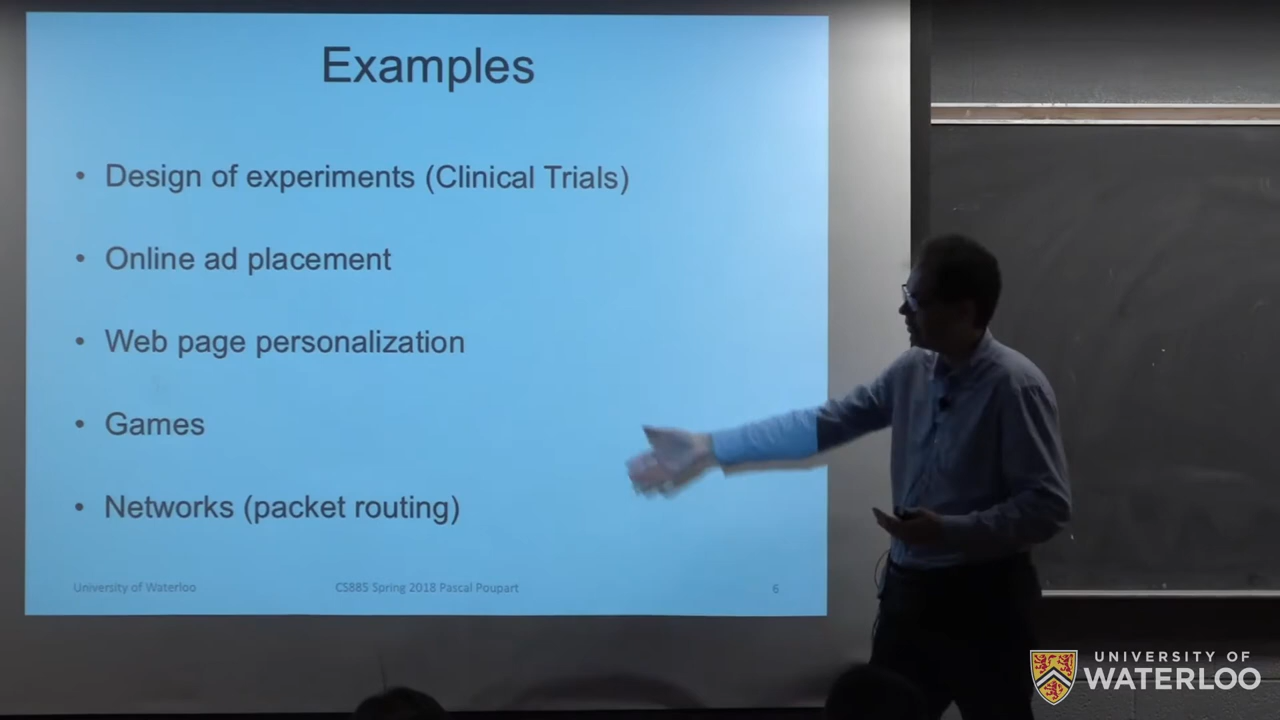 Examples
• Design of experiments (Clinical Trials)
• Online ad placement
• Web page personalization
• Games
• Networks (packet routing)
University of Waterloo CS885 Spring 2018 Pascal Poupart 6
UNIVERSITY OF
WATERLOO